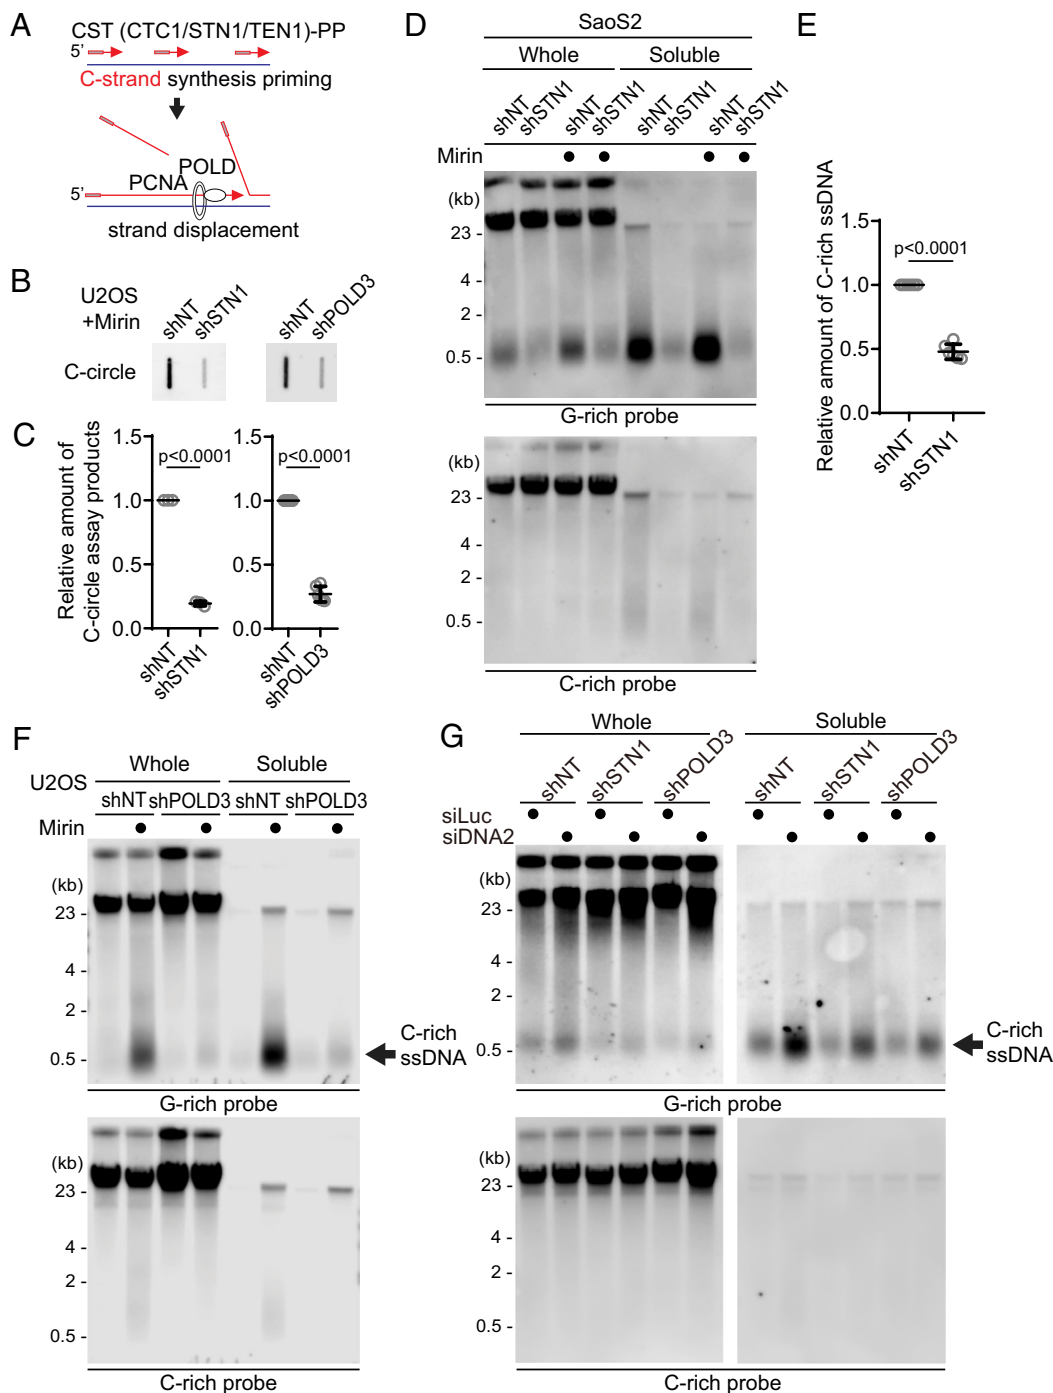 A
CST (CTC1/STN1/TEN1)-PP
5'
C-strand synthesis priming
POLD
PCNA
5'
strand displacement
B
U2OS
+Mirin
shNT
shSTN1
shNT
shPOLD3
C-circle
C
Relative amount of
C-circle assay products
1.5
1.0
0.5
0.0
p<0.0001
shNT
shSTN1
1.5
1.0
0.5
0.0
p<0.0001
shNT
shPOLD3
D
SaoS2
Whole
Soluble
shNT
shSTN1
shNT
shSTN1
shNT
shSTN1
shNT
shSTN1
Mirin
(kb)
23 -
4 -
2 -
0.5 -
G-rich probe
(kb)
23 -
4 -
2 -
0.5 -
C-rich probe
E
Relative amount of C-rich ssDNA
1.5
1.0
0.5
0.0
p<0.0001
shNT
shSTN1
F
Whole
Soluble
U2OS
shNT
shPOLD3
shNT
shPOLD3
Mirin
(kb)
23 -
4 -
2 -
0.5 -
C-rich
ssDNA
G-rich probe
(kb)
23 -
4 -
2 -
0.5 -
C-rich probe
G
Whole
Soluble
shNT
shSTN1
shPOLD3
shNT
shSTN1
shPOLD3
siLuc
siDNA2
(kb)
23 -
4 -
2 -
0.5 -
C-rich
ssDNA
G-rich probe
(kb)
23 -
4 -
2 -
0.5 -
C-rich probe